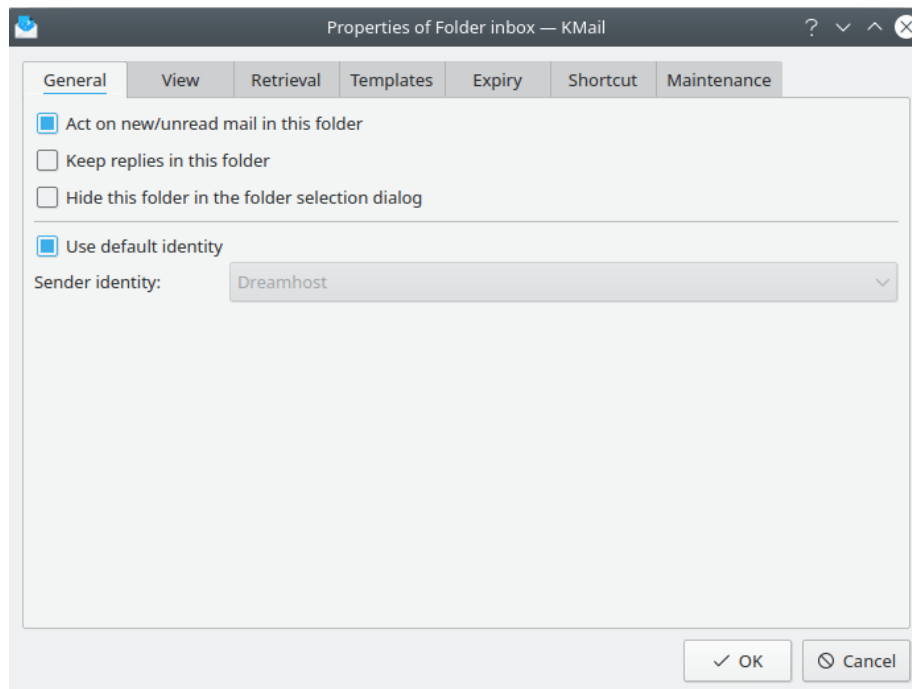 Properties of Folder inbox — KMail
General View Retrieval Templates Expiry Shortcut Maintenance
Act on new/unread mail in this folder
Keep replies in this folder
Hide this folder in the folder selection dialog
Use default identity
Sender identity: Dreamhost
OK Cancel